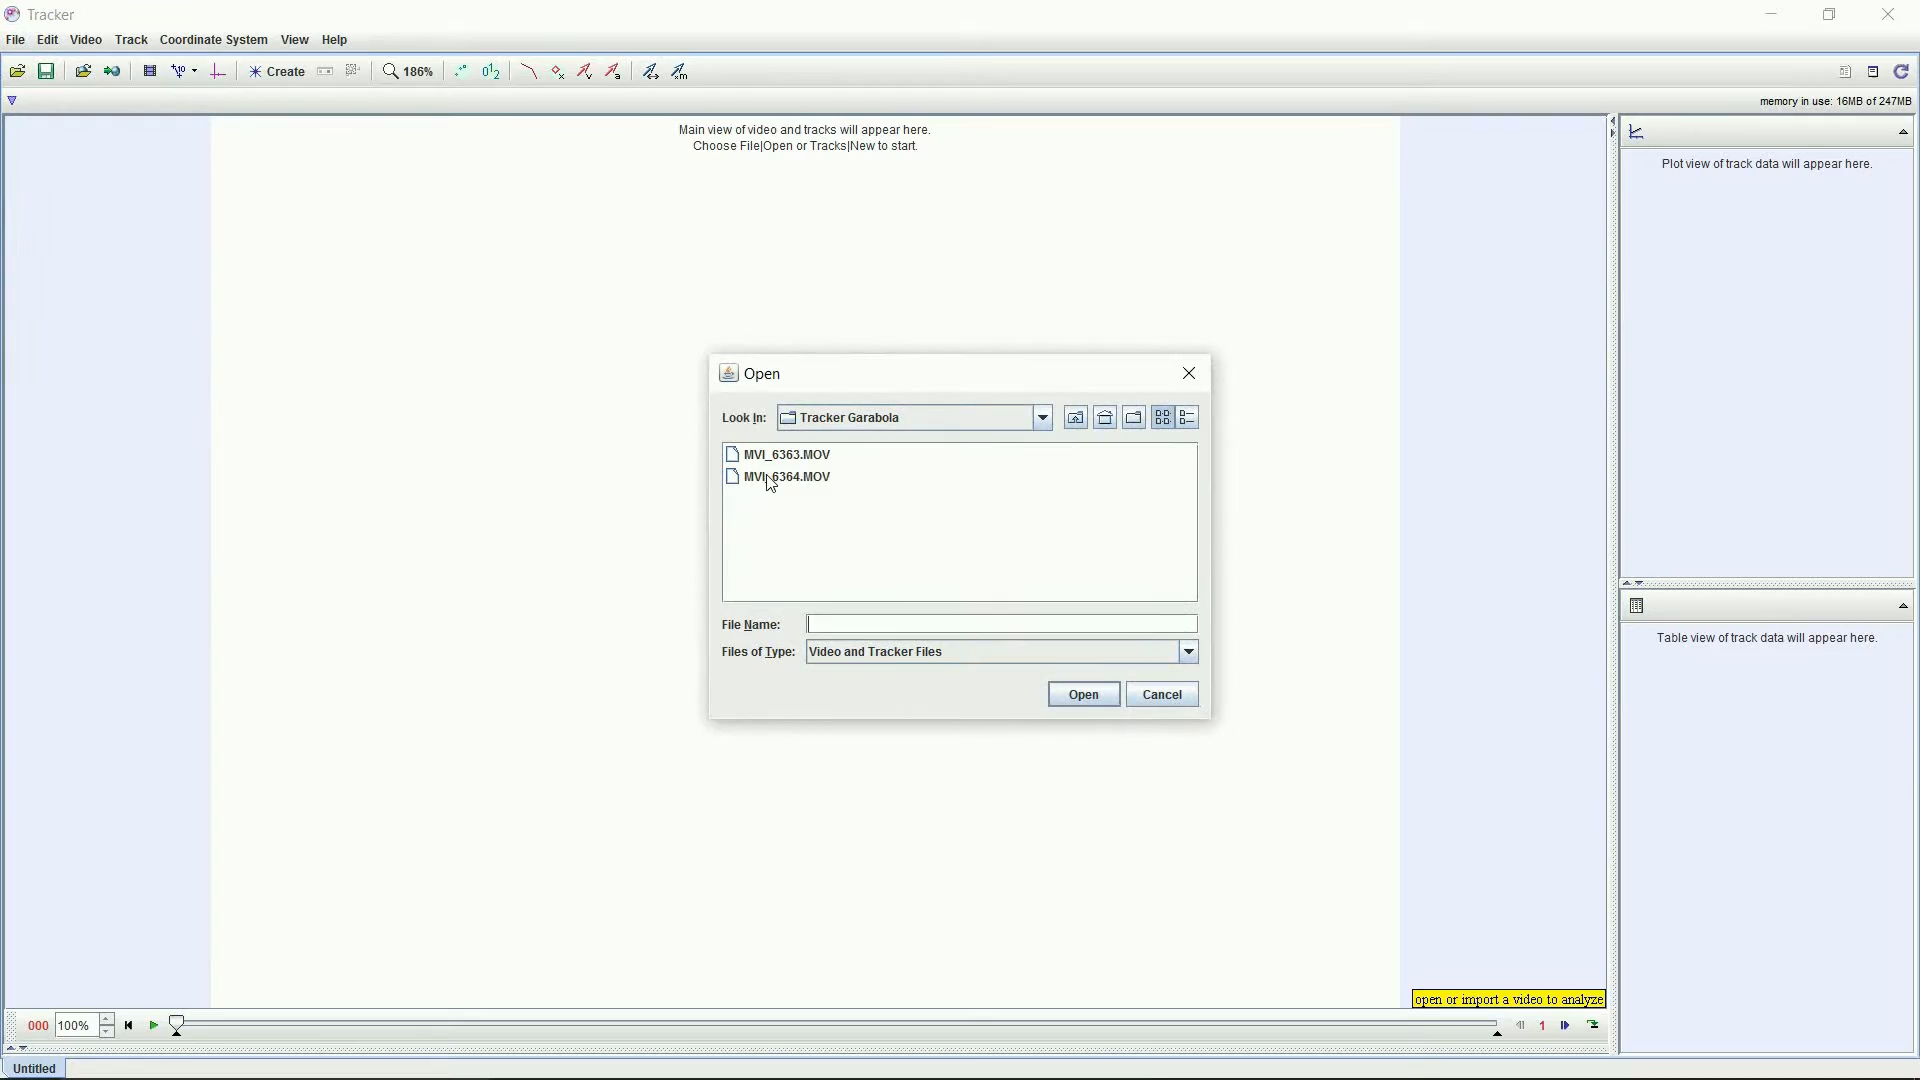 Tracker
File Edit Video Track Coordinate System View Help
Create 186%
memory in use: 16MB of 247MB
Main view of video and tracks will appear here.
Choose File|Open or Tracks|New to start.
Plot view of track data will appear here.
Open
Look In: Tracker Garabola
MVI_6363.MOV
MVI_6364.MOV
File Name:
Files of Type: Video and Tracker Files
Open Cancel
Table view of track data will appear here.
open or import a video to analyze
000 100% 1
Untitled